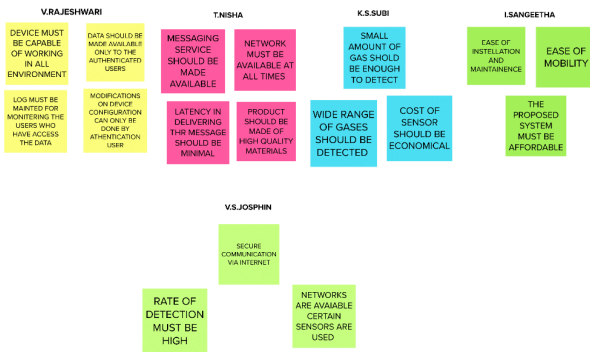 V.RAJESHWARI
DEVICE MUST
BE CAPABLE
OF WORKING
IN ALL
ENVIRONMENT
DATA SHOULD BE
MADE AVAILABLE
ONLY TO THE
AUTHENTICATED
USERS
LOG MUST BE
MAINTED FOR
MONITERING THE
USERS WHO
HAVE ACCESS
THE DATA
MODIFICATIONS
ON DEVICE
CONFIGURATION
CAN ONLY BE
DONE BY
ATHENTICATION
USER
T.NISHA
MESSAGING
SERVICE
SHOULD BE
MADE
AVAILABLE
NETWORK
MUST BE
AVAILABLE AT
ALL TIMES
LATENCY IN
DELIVERING
THR MESSAGE
SHOULD BE
MINIMAL
PRODUCT
SHOULD BE
MADE OF
HIGH QUALITY
MATERIALS
K.S.SUBI
SMALL
AMOUNT OF
GAS SHOLD
BE ENOUGH
TO DETECT
WIDE RANGE
OF GASES
SHOULD BE
DETECTED
COST OF
SENSOR
SHOULD BE
ECONOMICAL
I.SANGEETHA
EASE OF
INSTELLATION
AND
MAINTAINENCE
EASE OF
MOBILITY
THE
PROPOSED
SYSTEM
MUST BE
AFFORDABLE
V.S.JOSPHIN
SECURE
COMMUNICATION
VIA INTERNET
RATE OF
DETECTION
MUST BE
HIGH
NETWORKS
ARE AVAIABLE
CERTAIN
SENSORS ARE
USED